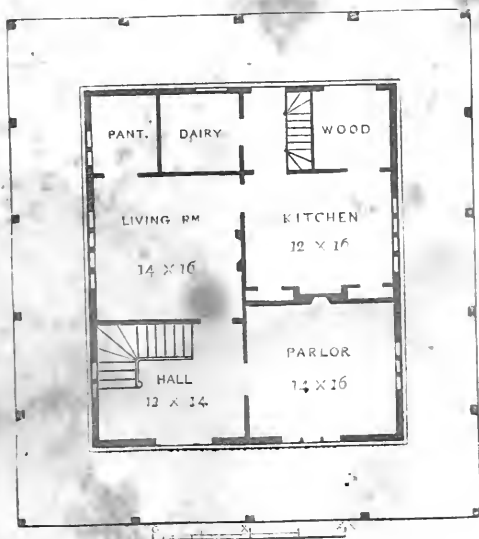 PANT.
DAIRY
WOOD
LIVING RM
14 X 16
KITCHEN
12 X 16
PARLOR
14 X 16
HALL
12 X 14